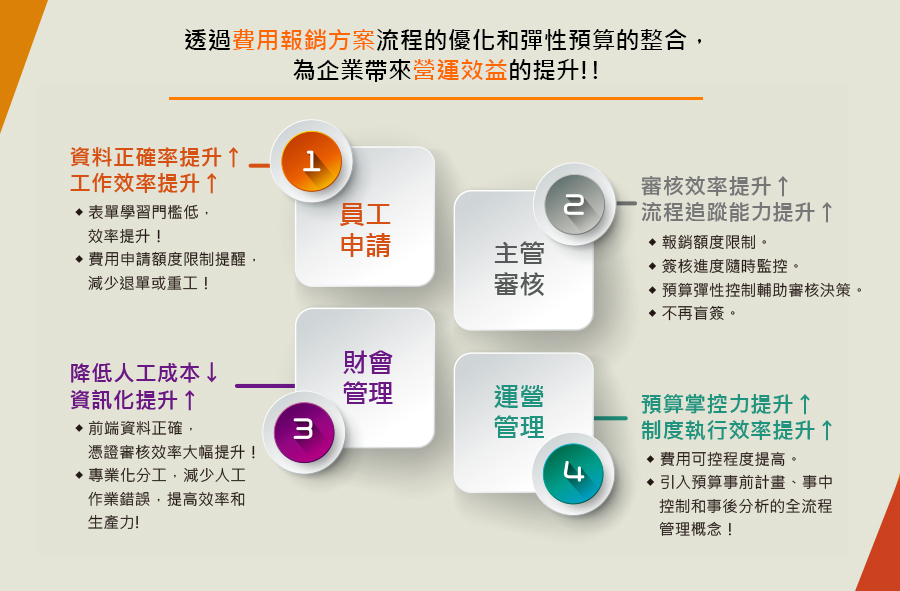 透過費用報銷方案流程的優化和彈性預算的整合，
為企業帶來營運效益的提升!!
資料正確率提升↑
工作效率提升↑
◆ 表單學習門檻低，
效率提升！
◆ 費用申請額度限制提醒，
減少退單或重工！
1
員工
申請
2
主管
審核
審核效率提升↑
流程追蹤能力提升↑
◆ 報銷額度限制。
◆ 簽核進度隨時監控。
◆ 預算彈性控制輔助審核決策。
◆ 不再盲簽。
降低人工成本↓
資訊化提升↑
◆ 前端資料正確，
憑證審核效率大幅提升！
◆ 專業化分工，減少人工
作業錯誤，提高效率和
生產力!
3
財會
管理
4
運營
管理
預算掌控力提升↑
制度執行效率提升↑
◆ 費用可控程度提高。
◆ 引入預算事前計畫、事中
控制和事後分析的全流程
管理概念！